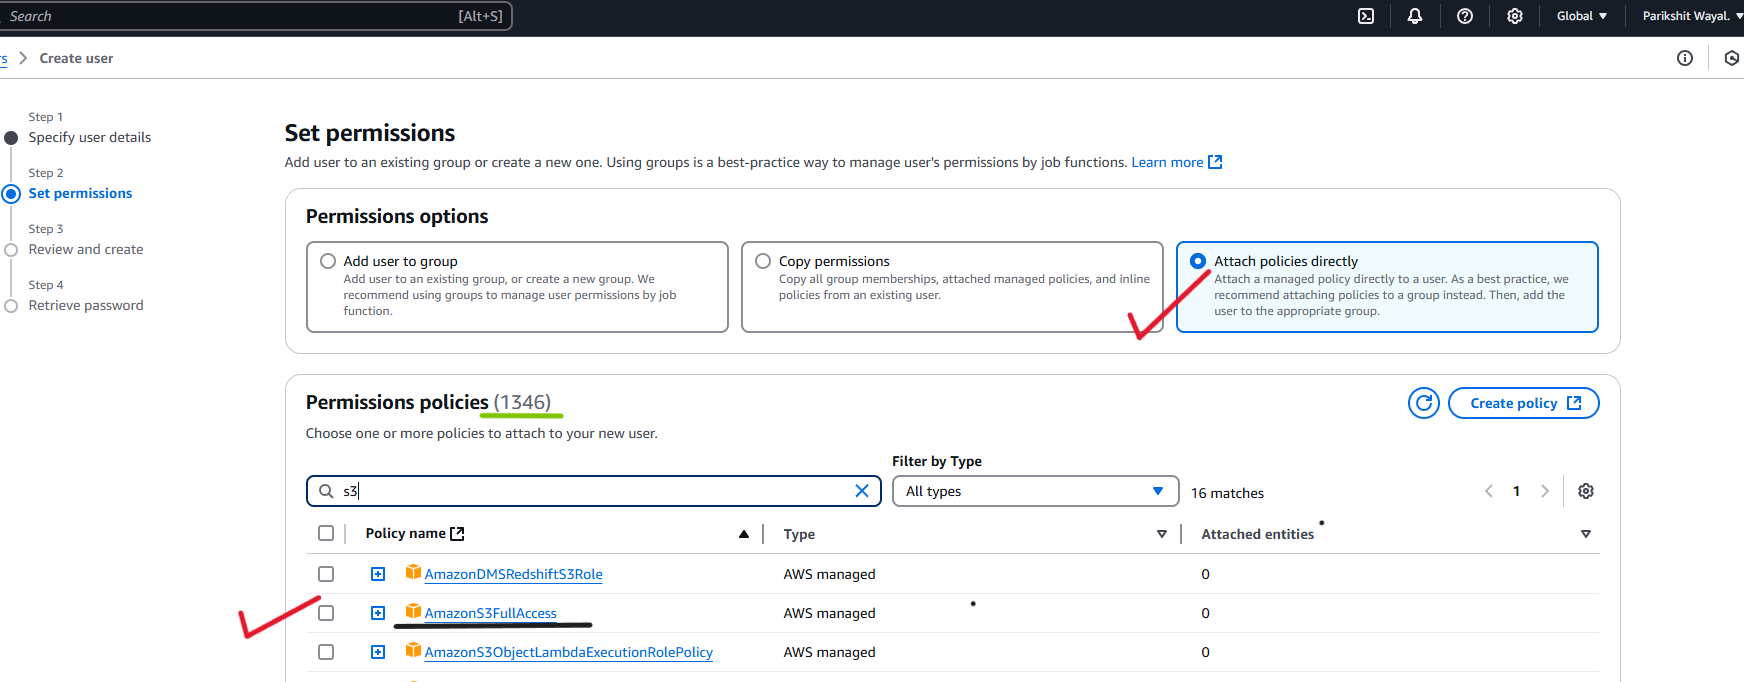 Search [Alt+S] Global Parikshit Wayal.
Create user
Step 1
Specify user details
Step 2
Set permissions
Step 3
Review and create
Step 4
Retrieve password
Set permissions
Add user to an existing group or create a new one. Using groups is a best-practice way to manage user's permissions by job functions. Learn more
Permissions options
Add user to group
Add user to an existing group, or create a new group. We
recommend using groups to manage user permissions by job
function.
Copy permissions
Copy all group memberships, attached managed policies, and inline
policies from an existing user.
Attach policies directly
Attach a managed policy directly to a user. As a best practice, we
recommend attaching policies to a group instead. Then, add the
user to the appropriate group.
Permissions policies (1346)
Create policy
Choose one or more policies to attach to your new user.
Filter by Type
s3 All types 16 matches 1
Policy name Type Attached entities
AmazonDMSRedshiftS3Role AWS managed 0
AmazonS3FullAccess AWS managed 0
AmazonS3ObjectLambdaExecutionRolePolicy AWS managed 0